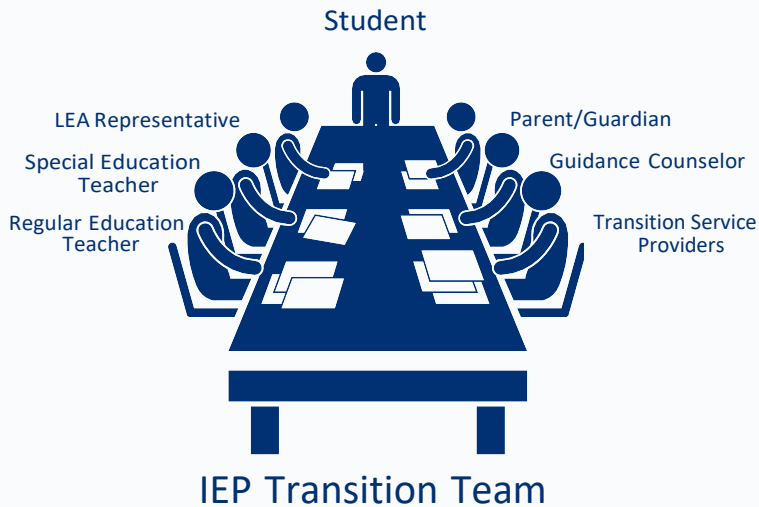 Student
LEA Representative
Parent/Guardian
Special Education
Teacher
Guidance Counselor
Regular Education
Teacher
Transition Service
Providers
IEP Transition Team